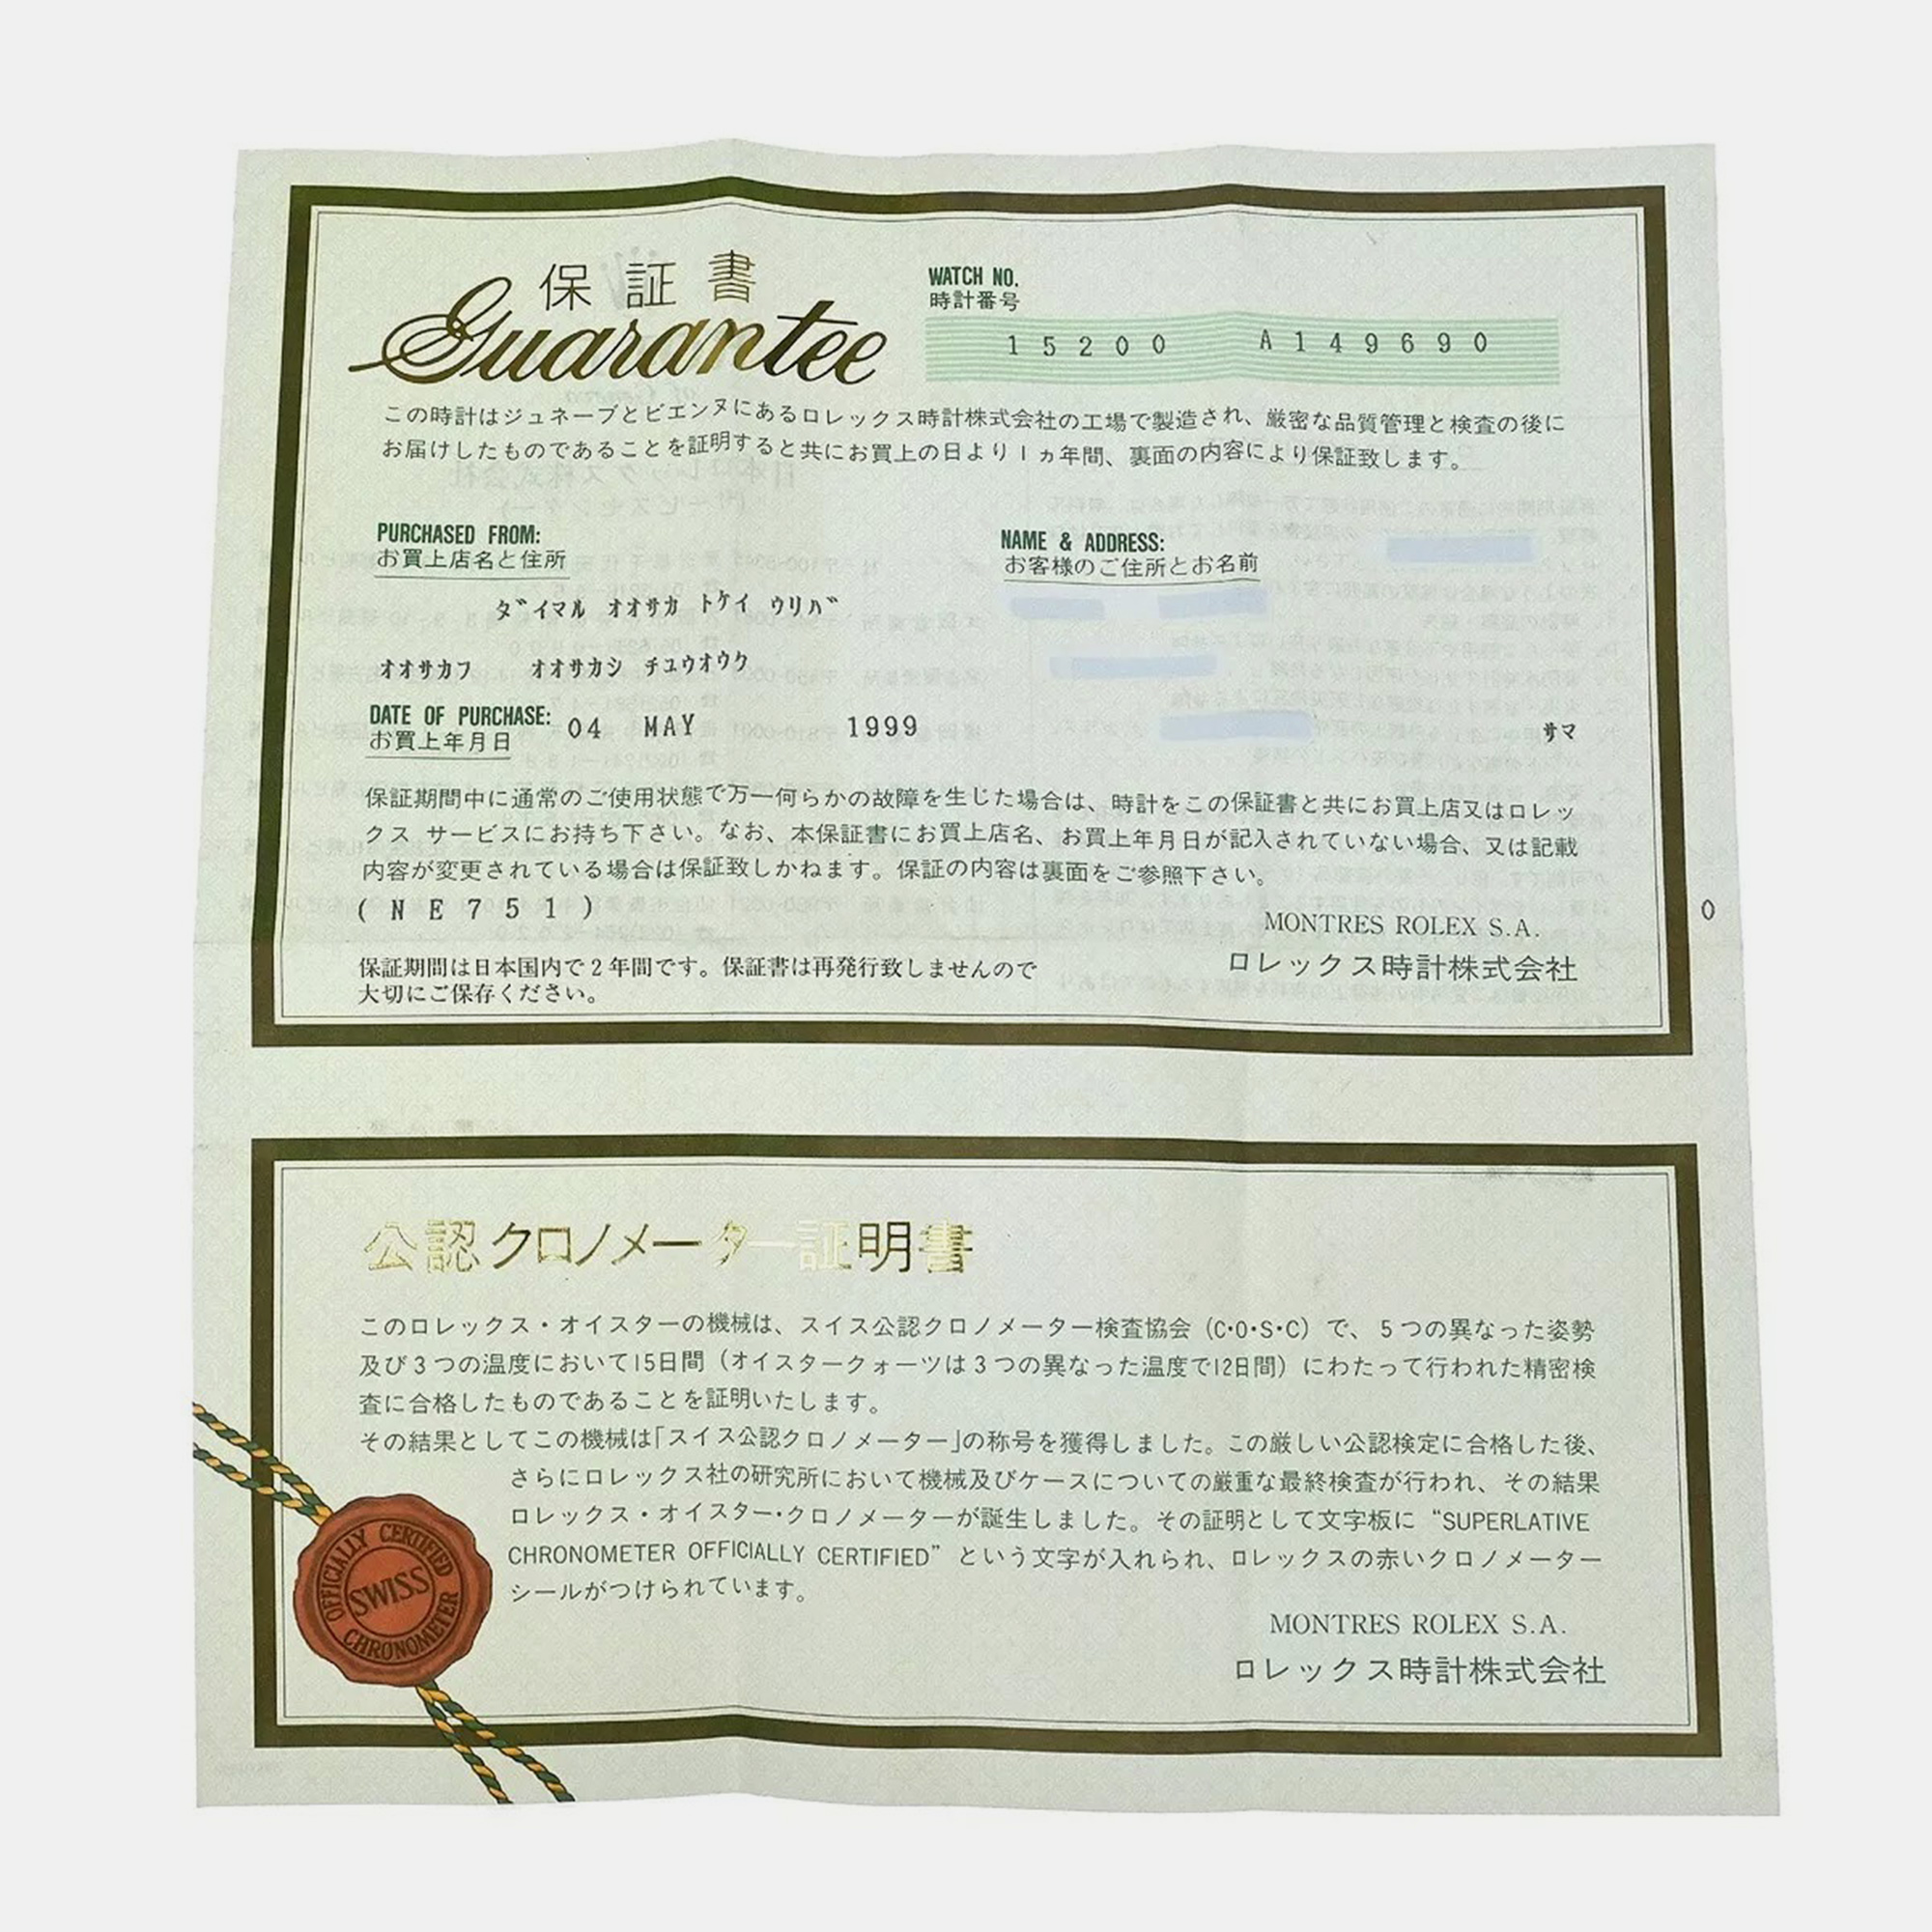 保証書
Guarantee
WATCH NO.
時計番号
15200 A149690
この時計はジュネーブとビエンヌにあるロレックス時計株式会社の工場で製造され、厳密な品質管理と検査の後に
お届けしたものであることを証明すると共にお買上の日より1ヵ年間、裏面の内容により保証致します。
PURCHASED FROM:
お買上店名と住所
ダイマル オオサカ トケイ ウリバ
オオサカフ オオサカシ チユウオウク
DATE OF PURCHASE:
お買上年月日
04 MAY 1999
NAME & ADDRESS:
お客様のご住所とお名前
サマ
保証期間中に通常のご使用状態で万一何らかの故障を生じた場合は、時計をこの保証書と共にお買上店又はロレッ
クス サービスにお持ち下さい。なお、本保証書にお買上店名、お買上年月日が記入されていない場合、又は記載
内容が変更されている場合は保証致しかねます。保証の内容は裏面をご参照下さい。
(NE751)
0
MONTRES ROLEX S.A.
ロレックス時計株式会社
保証期間は日本国内で2年間です。保証書は再発行致しませんので
大切にご保存ください。
公認クロノメーター証明書
このロレックス・オイスターの機械は、スイス公認クロノメーター検査協会(C・O・S・C)で、5つの異なった姿勢
及び3つの温度において15日間(オイスタークォーツは3つの異なった温度で12日間)にわたって行われた精密検
査に合格したものであることを証明いたします。
その結果としてこの機械は「スイス公認クロノメーター」の称号を獲得しました。この厳しい公認検定に合格した後、
さらにロレックス社の研究所において機械及びケースについての厳重な最終検査が行われ、その結果
ロレックス・オイスター・クロノメーターが誕生しました。その証明として文字板に“SUPERLATIVE
CHRONOMETER OFFICIALLY CERTIFIED”という文字が入れられ、ロレックスの赤いクロノメーター
シールがつけられています。
OFFICIALLY CERTIFIED
SWISS
CHRONOMETER
MONTRES ROLEX S.A.
ロレックス時計株式会社